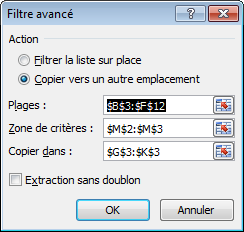 Filtre avancé
Action
Filtrer la liste sur place
Copier vers un autre emplacement
Plages : $B$3:$F$12
Zone de critères : $M$2:$M$3
Copier dans : $G$3:$K$3
Extraction sans doublon
OK Annuler